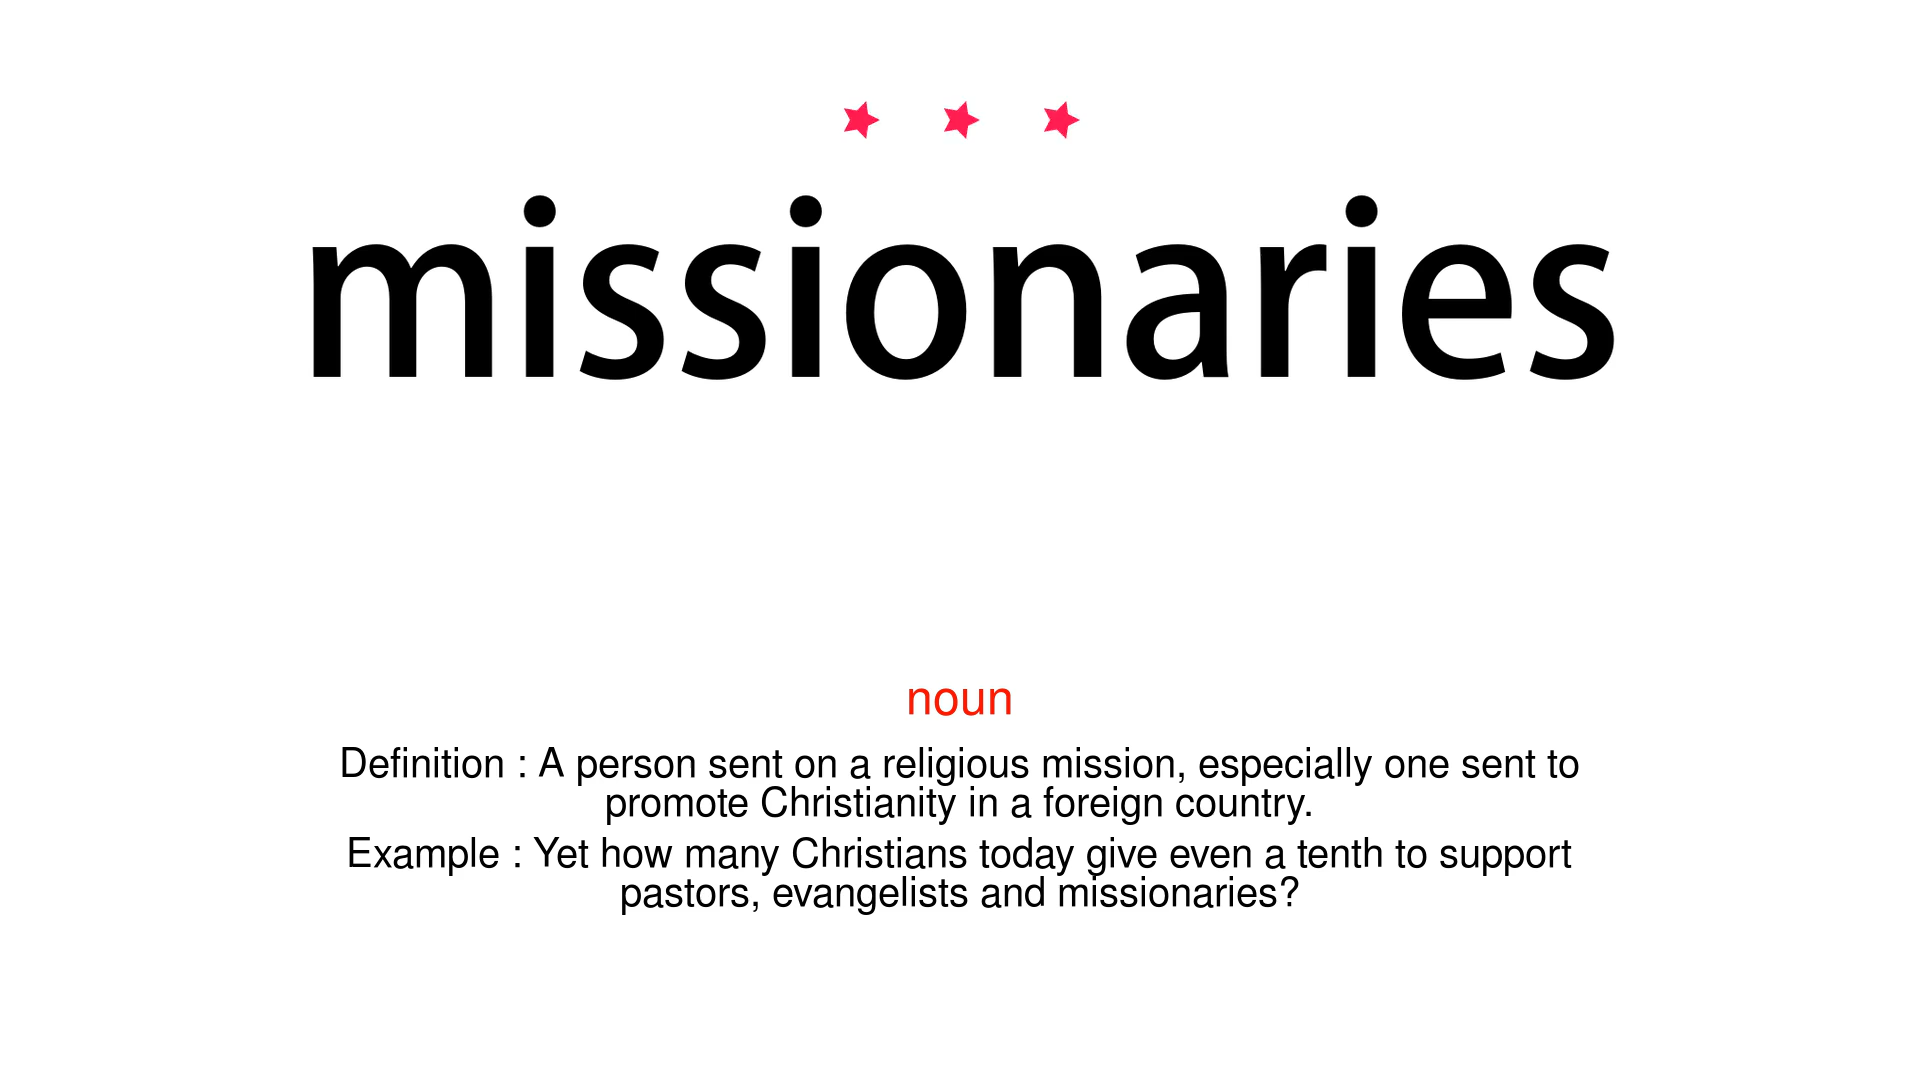 missionaries
noun
Definition : A person sent on a religious mission, especially one sent to
promote Christianity in a foreign country.
Example : Yet how many Christians today give even a tenth to support
pastors, evangelists and missionaries?